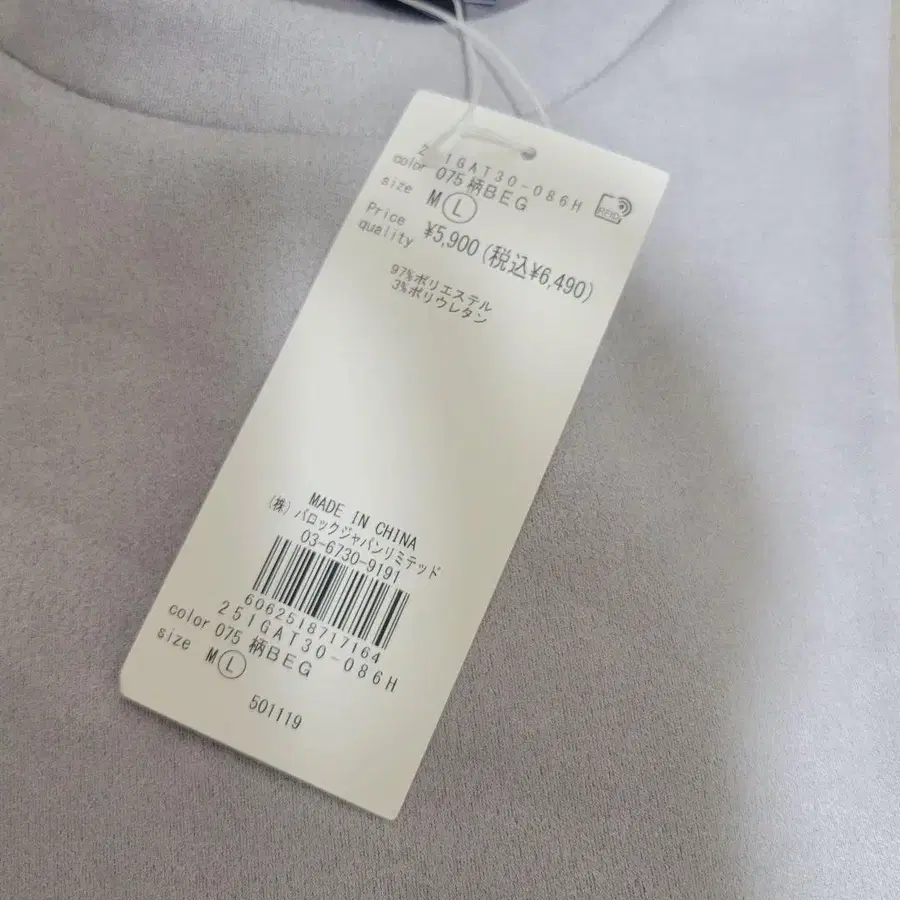 251GAT30-086H
color 075 柄BEG
RFID
size M L
Price ¥5,900(税込¥6,490)
quality
97%ポリエステル
3%ポリウレタン
MADE IN CHINA
(株)バロックジャパンリミテッド
03-6730-9191
6062518717164
251GAT30-086H
color 075 柄BEG
size M L
501119